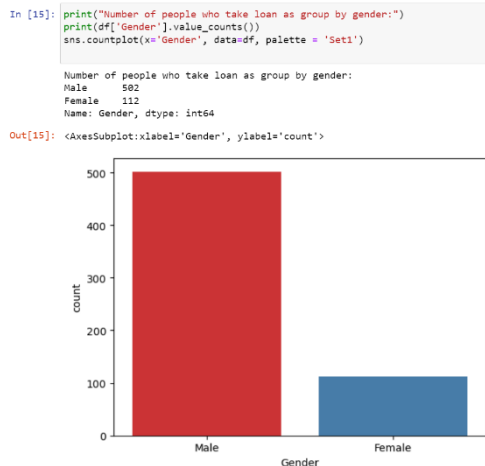 In [15]: print("Number of people who take loan as group by gender:")
print(df['Gender'].value_counts())
sns.countplot(x='Gender', data=df, palette = 'Set1')
Number of people who take loan as group by gender:
Male 502
Female 112
Name: Gender, dtype: int64
Out[15]: <AxesSubplot:xlabel='Gender', ylabel='count'>
500
400
300
200
100
0
count
Male Female
Gender